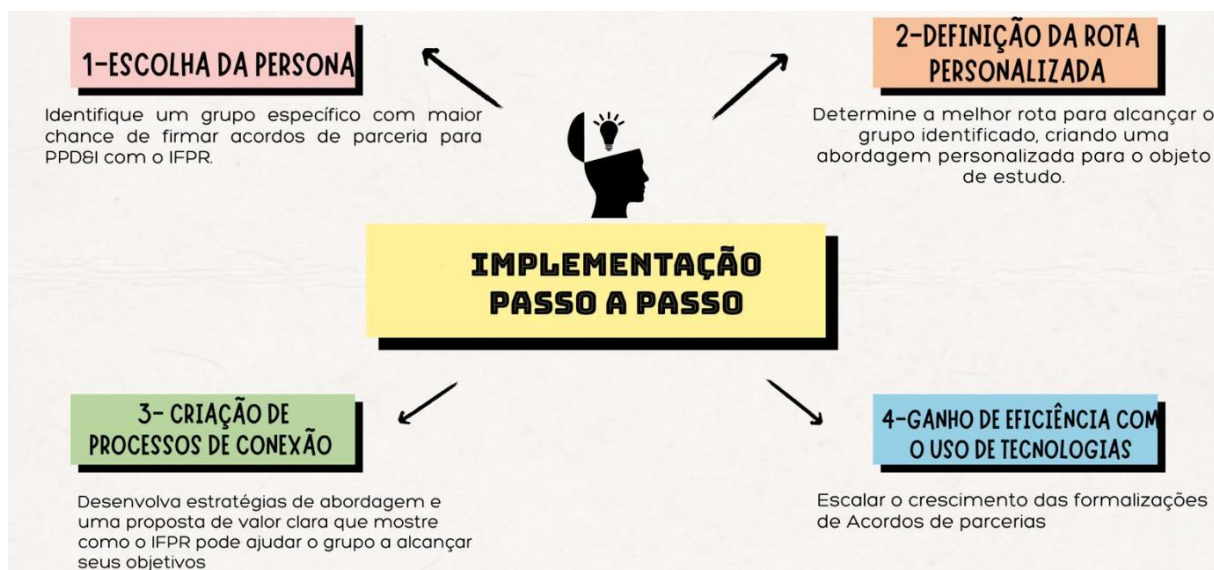 1-ESCOLHA DA PERSONA
Identifique um grupo específico com maior
chance de firmar acordos de parceria para
PPD&I com o IFPR.
2-DEFINIÇÃO DA ROTA
PERSONALIZADA
Determine a melhor rota para alcançar o
grupo identificado, criando uma
abordagem personalizada para o objeto
de estudo.
IMPLEMENTAÇÃO
PASSO A PASSO
3- CRIAÇÃO DE
PROCESSOS DE CONEXÃO
Desenvolva estratégias de abordagem e
uma proposta de valor clara que mostre
como o IFPR pode ajudar o grupo a alcançar
seus objetivos
4-GANHO DE EFICIÊNCIA COM
O USO DE TECNOLOGIAS
Escalar o crescimento das formalizações
de Acordos de parcerias